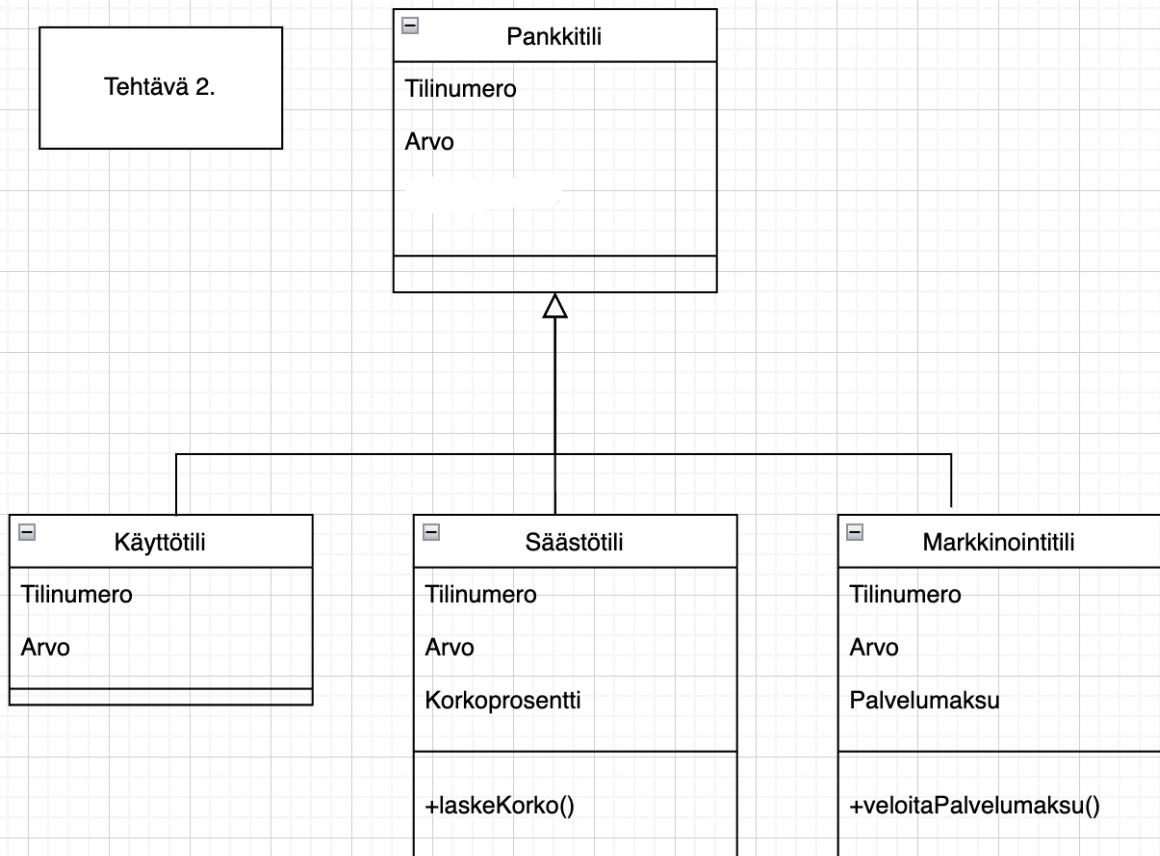 Tehtävä 2.
Pankkitili
Tilinumero
Arvo
Käyttötili
Tilinumero
Arvo
Säästötili
Tilinumero
Arvo
Korkoprosentti
+laskeKorko()
Markkinointitili
Tilinumero
Arvo
Palvelumaksu
+veloitaPalvelumaksu()